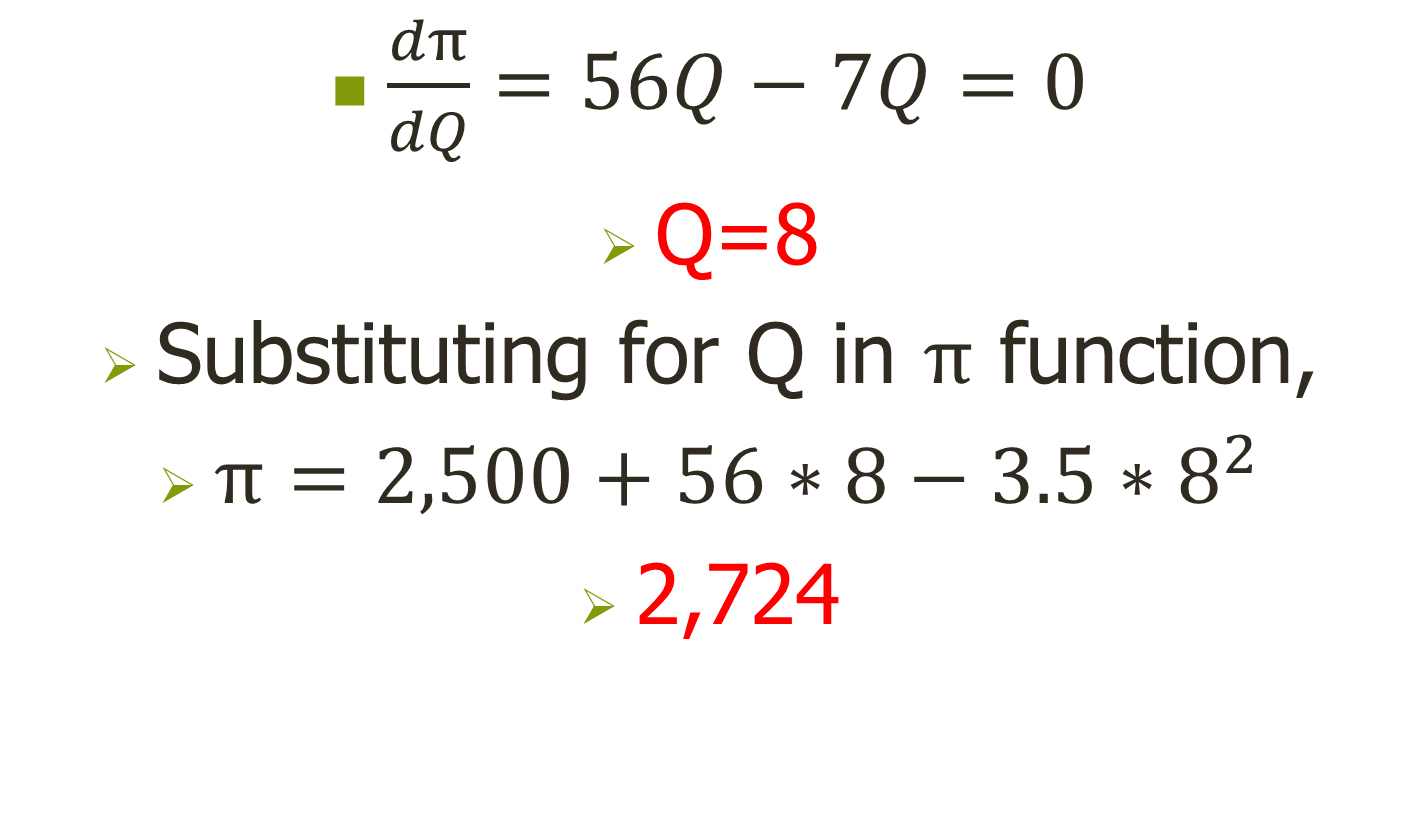 ■ dπ/dQ = 56Q − 7Q = 0
➢ Q=8
➢ Substituting for Q in π function,
➢ π = 2,500 + 56 ∗ 8 − 3.5 ∗ 8²
➢ 2,724